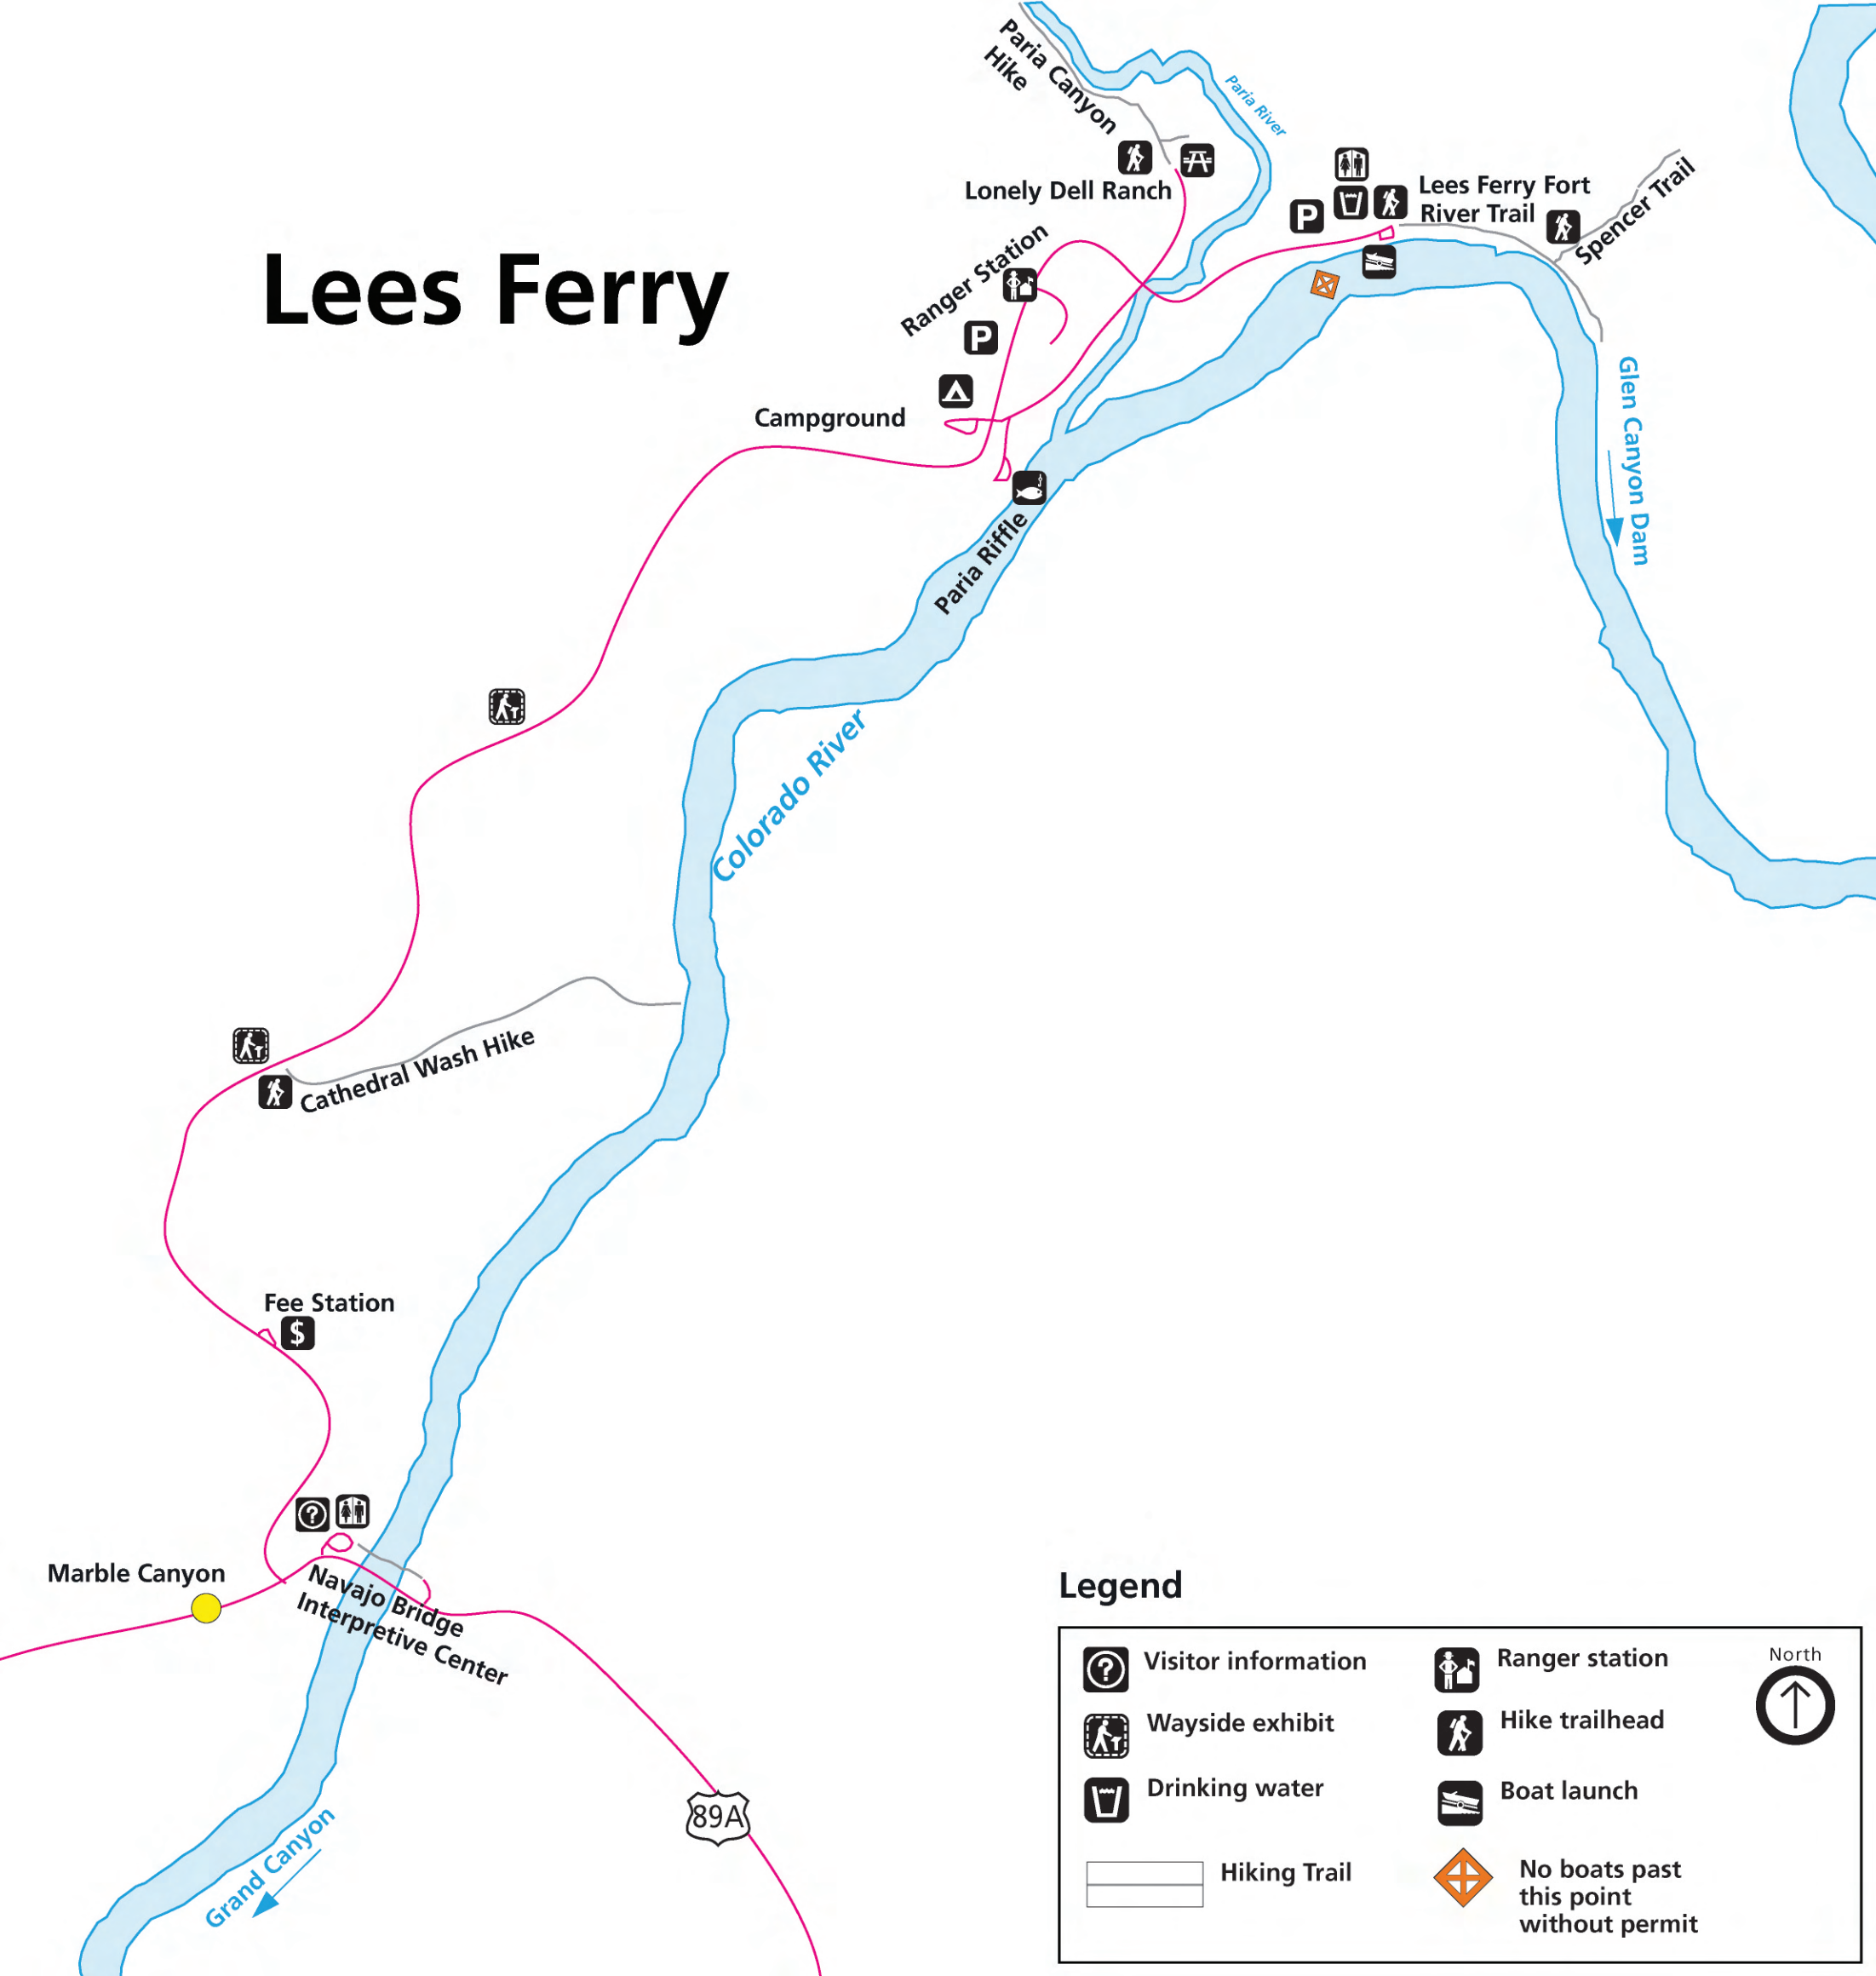 Paria Canyon
Hike
Paria River
Lonely Dell Ranch
Lees Ferry Fort
River Trail
Spencer Trail
P
Ranger Station
Lees Ferry
P
Campground
Glen Canyon Dam
Paria Riffle
Colorado River
Cathedral Wash Hike
Fee Station
$
?
Marble Canyon
Navajo Bridge
Interpretive Center
89A
Grand Canyon
Legend
? Visitor information
Ranger station
North
Wayside exhibit
Hike trailhead
Drinking water
Boat launch
Hiking Trail
No boats past
this point
without permit